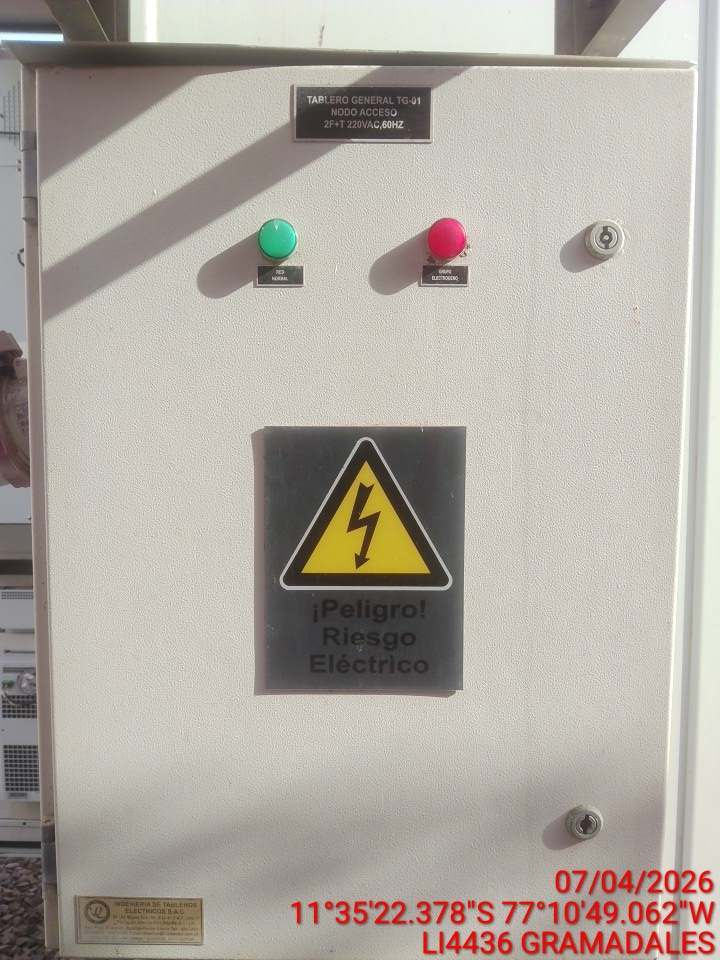 TABLERO GENERAL TG-01
NODO ACCESO
2F+T 220VAC,60HZ
RED
NORMAL
GRUPO
ELECTROGENO
¡Peligro!
Riesgo
Eléctrico
INGENIERIA DE TABLEROS
ELECTRICOS S.A.C.
07/04/2026
11°35'22.378"S 77°10'49.062"W
LI4436 GRAMADALES